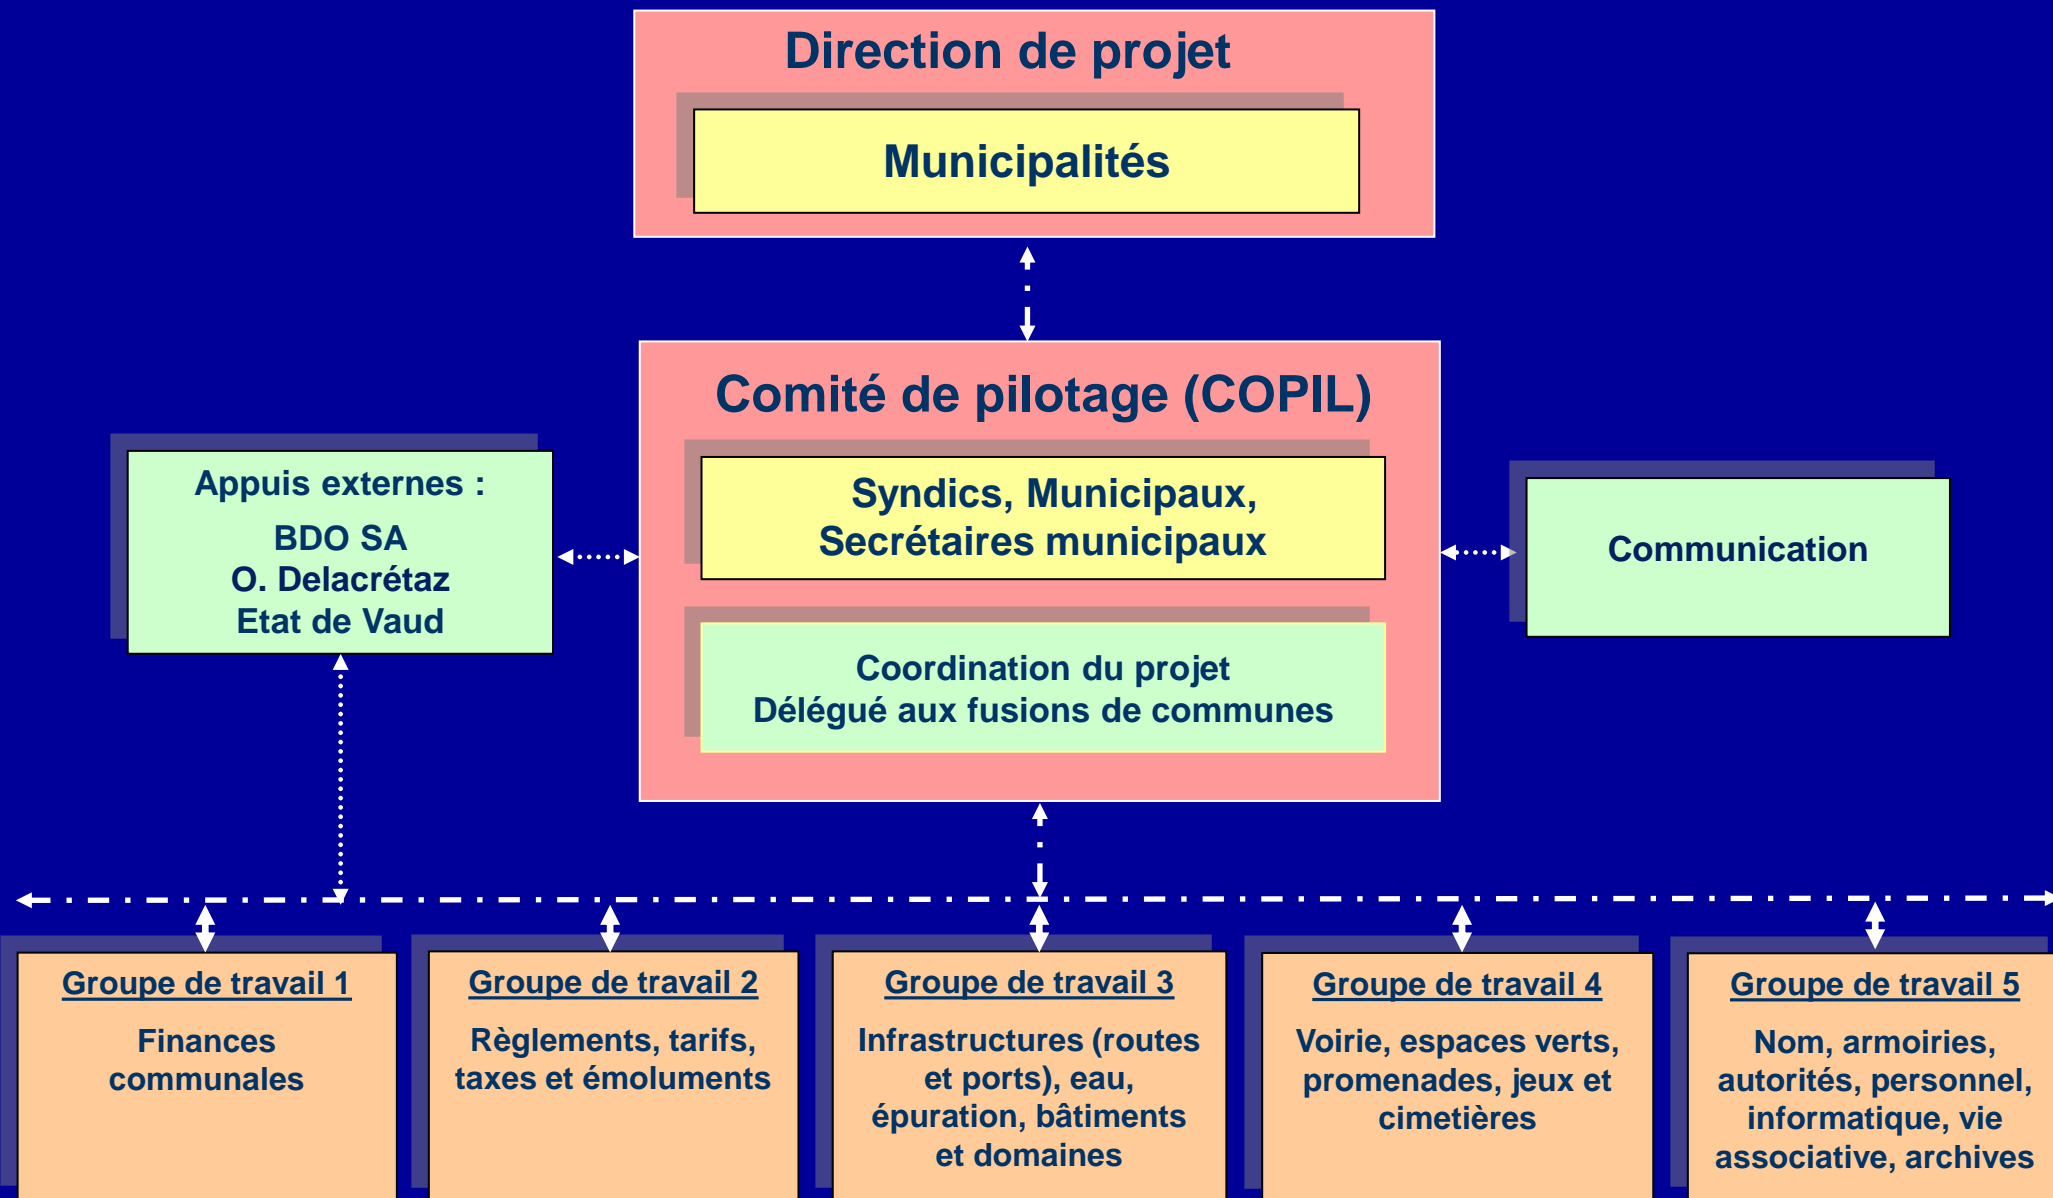 Direction de projet
Municipalités
Comité de pilotage (COPIL)
Syndics, Municipaux,
Secrétaires municipaux
Coordination du projet
Délégué aux fusions de communes
Appuis externes :
BDO SA
O. Delacrétaz
Etat de Vaud
Communication
Groupe de travail 1
Finances
communales
Groupe de travail 2
Règlements, tarifs,
taxes et émoluments
Groupe de travail 3
Infrastructures (routes
et ports), eau,
épuration, bâtiments
et domaines
Groupe de travail 4
Voirie, espaces verts,
promenades, jeux et
cimetières
Groupe de travail 5
Nom, armoiries,
autorités, personnel,
informatique, vie
associative, archives